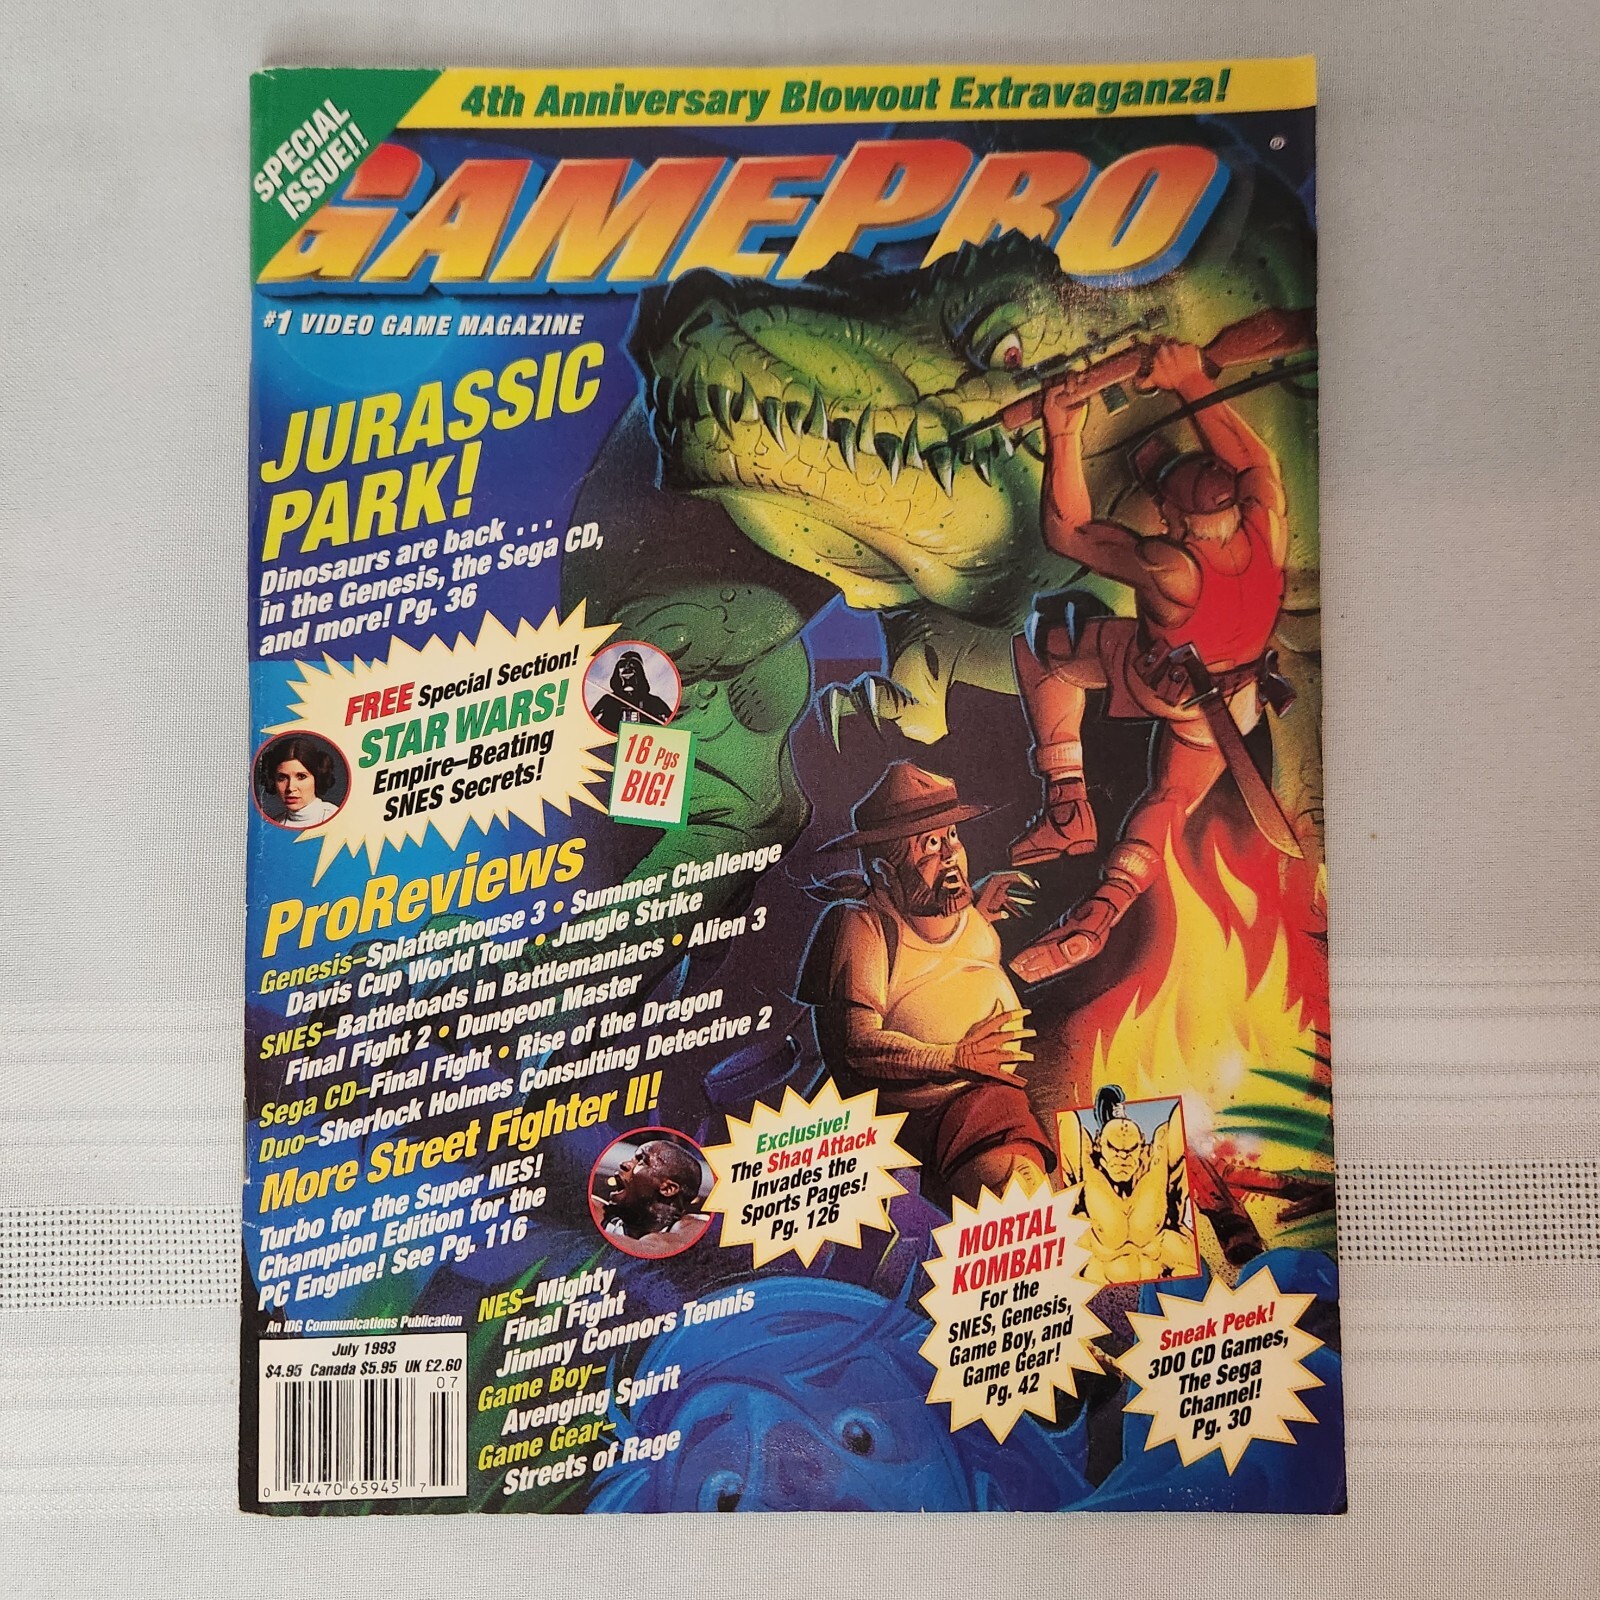 4th Anniversary Blowout Extravaganza!
SPECIAL
ISSUE!!
GAMEPRO
®
#1 VIDEO GAME MAGAZINE
JURASSIC
PARK!
Dinosaurs are back . . .
in the Genesis, the Sega CD,
and more! Pg. 36
FREE Special Section!
STAR WARS!
Empire–Beating
SNES Secrets!
16 Pgs
BIG!
ProReviews
Genesis–Splatterhouse 3 • Summer Challenge
Davis Cup World Tour • Jungle Strike
SNES–Battletoads in Battlemaniacs • Alien 3
Final Fight 2 • Dungeon Master
Sega CD–Final Fight • Rise of the Dragon
Duo–Sherlock Holmes Consulting Detective 2
More Street Fighter II!
Turbo for the Super NES!
Champion Edition for the
PC Engine! See Pg. 116
Exclusive!
The Shaq Attack
Invades the
Sports Pages!
Pg. 126
MORTAL
KOMBAT!
For the
SNES, Genesis,
Game Boy, and
Game Gear!
Pg. 42
Sneak Peek!
3DO CD Games,
The Sega
Channel!
Pg. 30
NES–Mighty
Final Fight
Jimmy Connors Tennis
Game Boy–
Avenging Spirit
Game Gear–
Streets of Rage
An IDG Communications Publication
July 1993
$4.95 Canada $5.95 UK £2.60
07
0 74470 65945 7